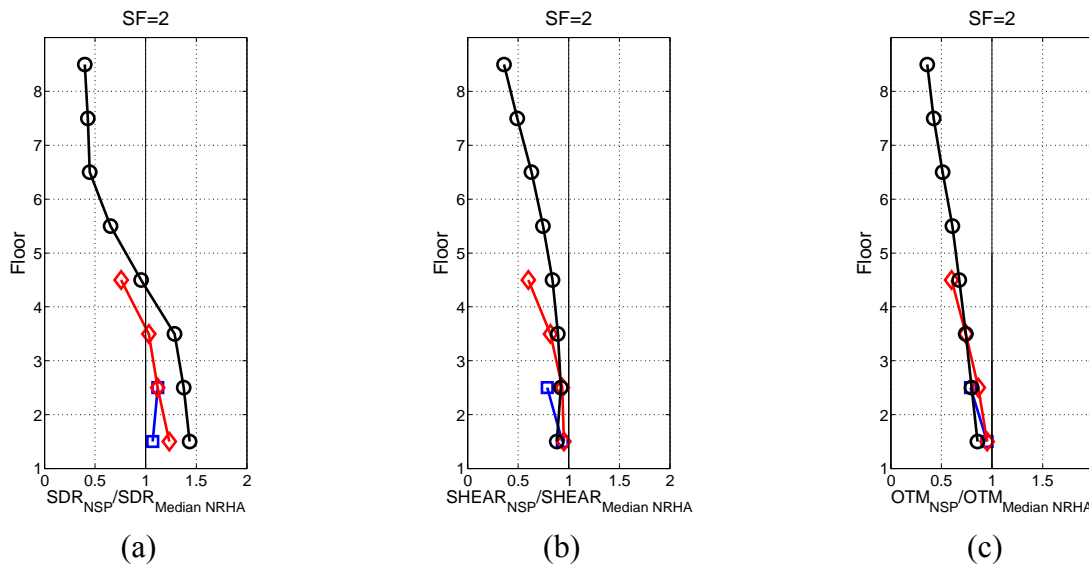 SF=2
Floor
8
7
6
5
4
3
2
1
0.5 1 1.5 2
SDR_NSP/SDR_Median NRHA
(a)
SF=2
Floor
8
7
6
5
4
3
2
1
0 0.5 1 1.5 2
SHEAR_NSP/SHEAR_Median NRHA
(b)
SF=2
Floor
8
7
6
5
4
3
2
1
0 0.5 1 1.5
OTM_NSP/OTM_Median NRHA
(c)